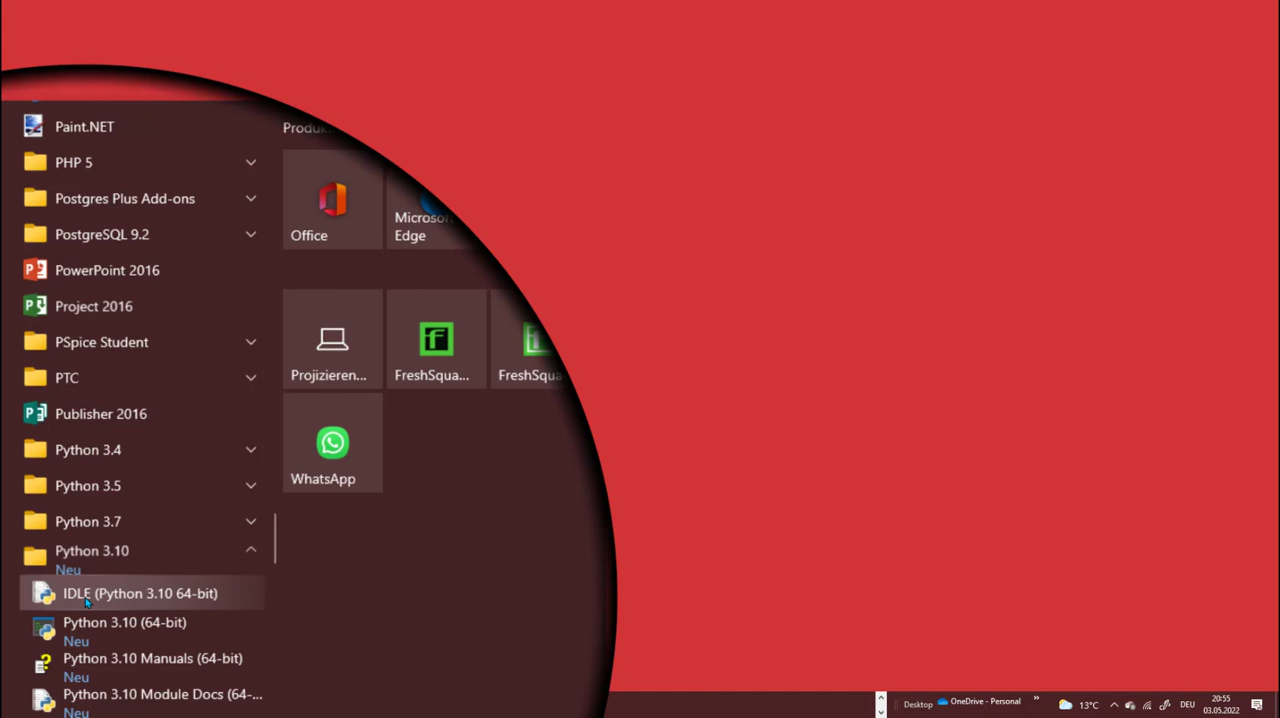 Paint.NET
PHP 5
Postgres Plus Add-ons
PostgreSQL 9.2
PowerPoint 2016
Project 2016
PSpice Student
PTC
Publisher 2016
Python 3.4
Python 3.5
Python 3.7
Python 3.10
Neu
IDLE (Python 3.10 64-bit)
Python 3.10 (64-bit)
Neu
Python 3.10 Manuals (64-bit)
Neu
Python 3.10 Module Docs (64-...
Neu
Office
Edge
Projizieren...
FreshSqua...
WhatsApp
Desktop
OneDrive - Personal
13°C
DEU
20:55
03.05.2022